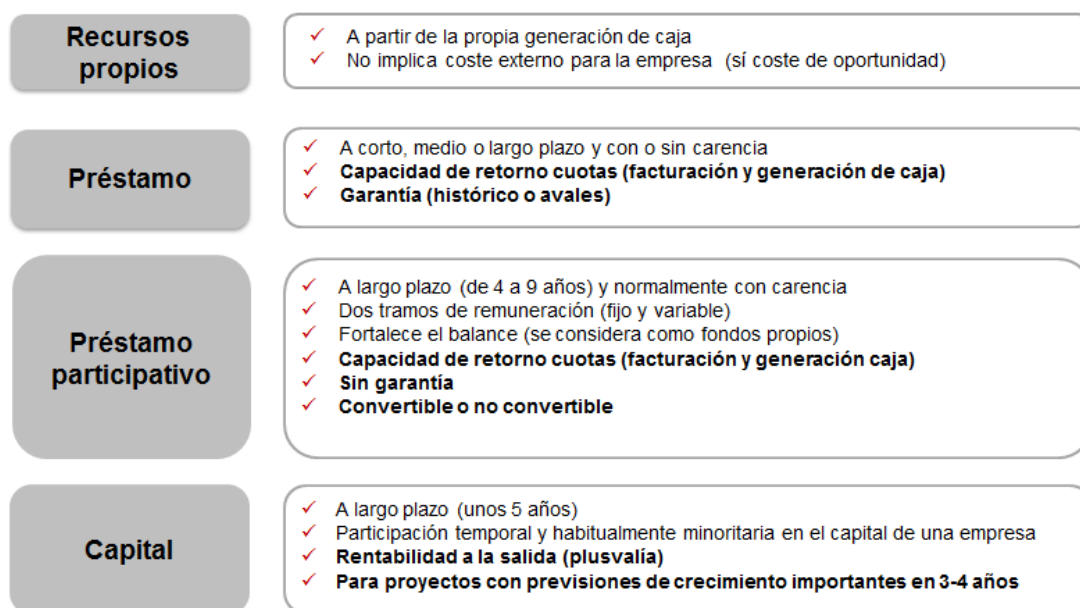 Recursos
propios
A partir de la propia generación de caja
No implica coste externo para la empresa (sí coste de oportunidad)
Préstamo
A corto, medio o largo plazo y con o sin carencia
Capacidad de retorno cuotas (facturación y generación de caja)
Garantía (histórico o avales)
Préstamo
participativo
A largo plazo (de 4 a 9 años) y normalmente con carencia
Dos tramos de remuneración (fijo y variable)
Fortalece el balance (se considera como fondos propios)
Capacidad de retorno cuotas (facturación y generación caja)
Sin garantía
Convertible o no convertible
Capital
A largo plazo (unos 5 años)
Participación temporal y habitualmente minoritaria en el capital de una empresa
Rentabilidad a la salida (plusvalía)
Para proyectos con previsiones de crecimiento importantes en 3-4 años